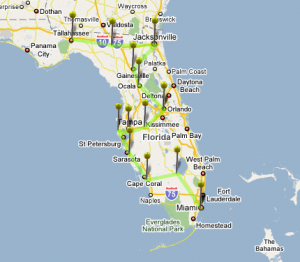 Dothan
Waycross
Thomasville
Valdosta
Brunswick
Tallahassee
Jacksonville
10
75
Panama
City
Gainesville
Palatka
Palm Coast
Ocala
Daytona
Beach
Deltona
Orlando
Kissimmee
Tampa
Florida
St Petersburg
Palm Bay
Sarasota
West Palm
Beach
Cape Coral
75
Fort
Lauderdale
Naples
Miami
Everglades
National Park
Homestead
The
Bahamas